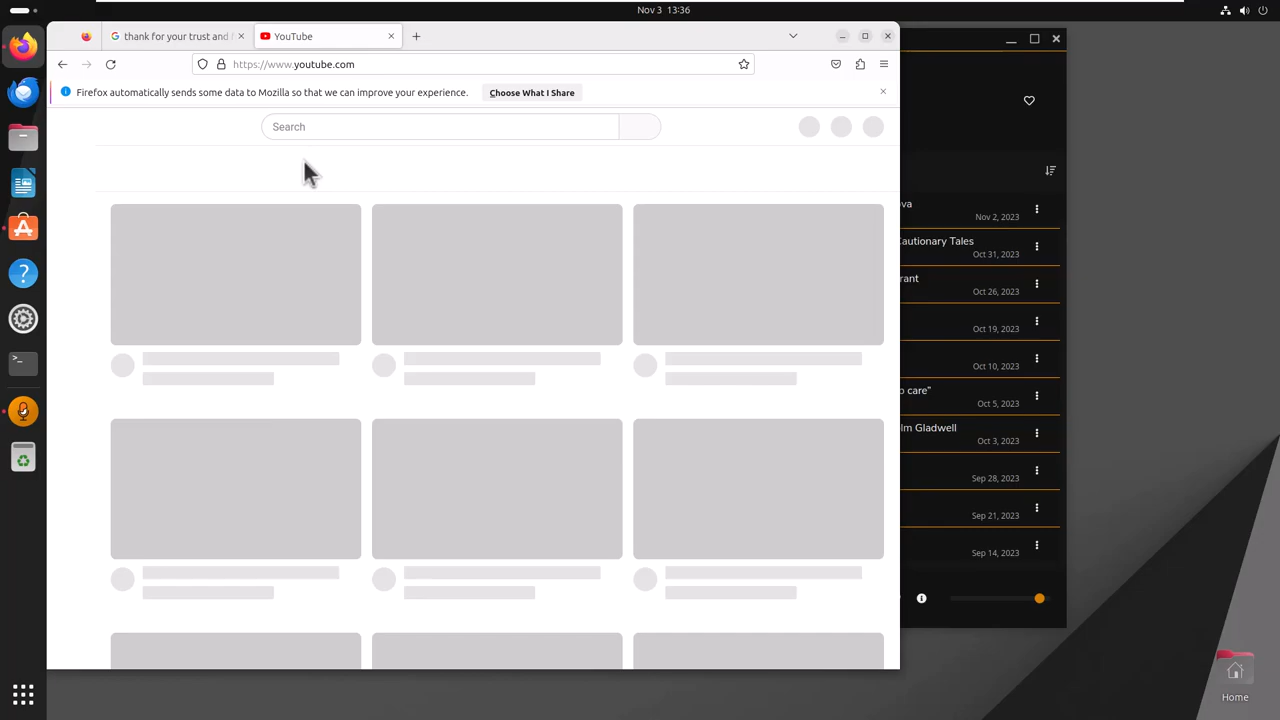 Nov 3 13:36
thank for your trust and
YouTube
https://www.youtube.com
Firefox automatically sends some data to Mozilla so that we can improve your experience.
Choose What I Share
Search
ova
Nov 2, 2023
Cautionary Tales
Oct 31, 2023
rant
Oct 26, 2023
Oct 19, 2023
Oct 10, 2023
o care"
Oct 5, 2023
lm Gladwell
Oct 3, 2023
Sep 28, 2023
Sep 21, 2023
Sep 14, 2023
Home